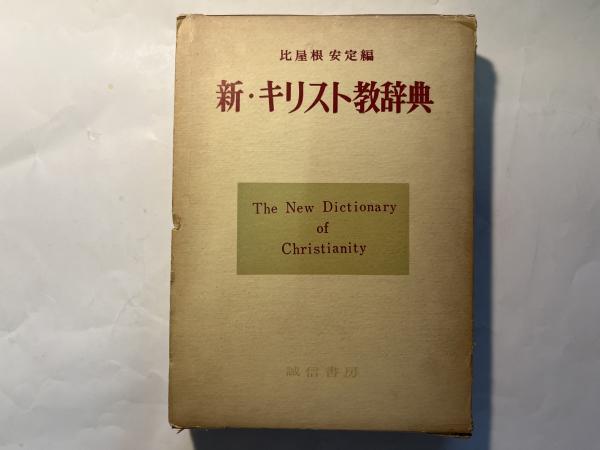 比屋根 安定編
新・キリスト教辞典
The New Dictionary
of
Christianity
誠信書房